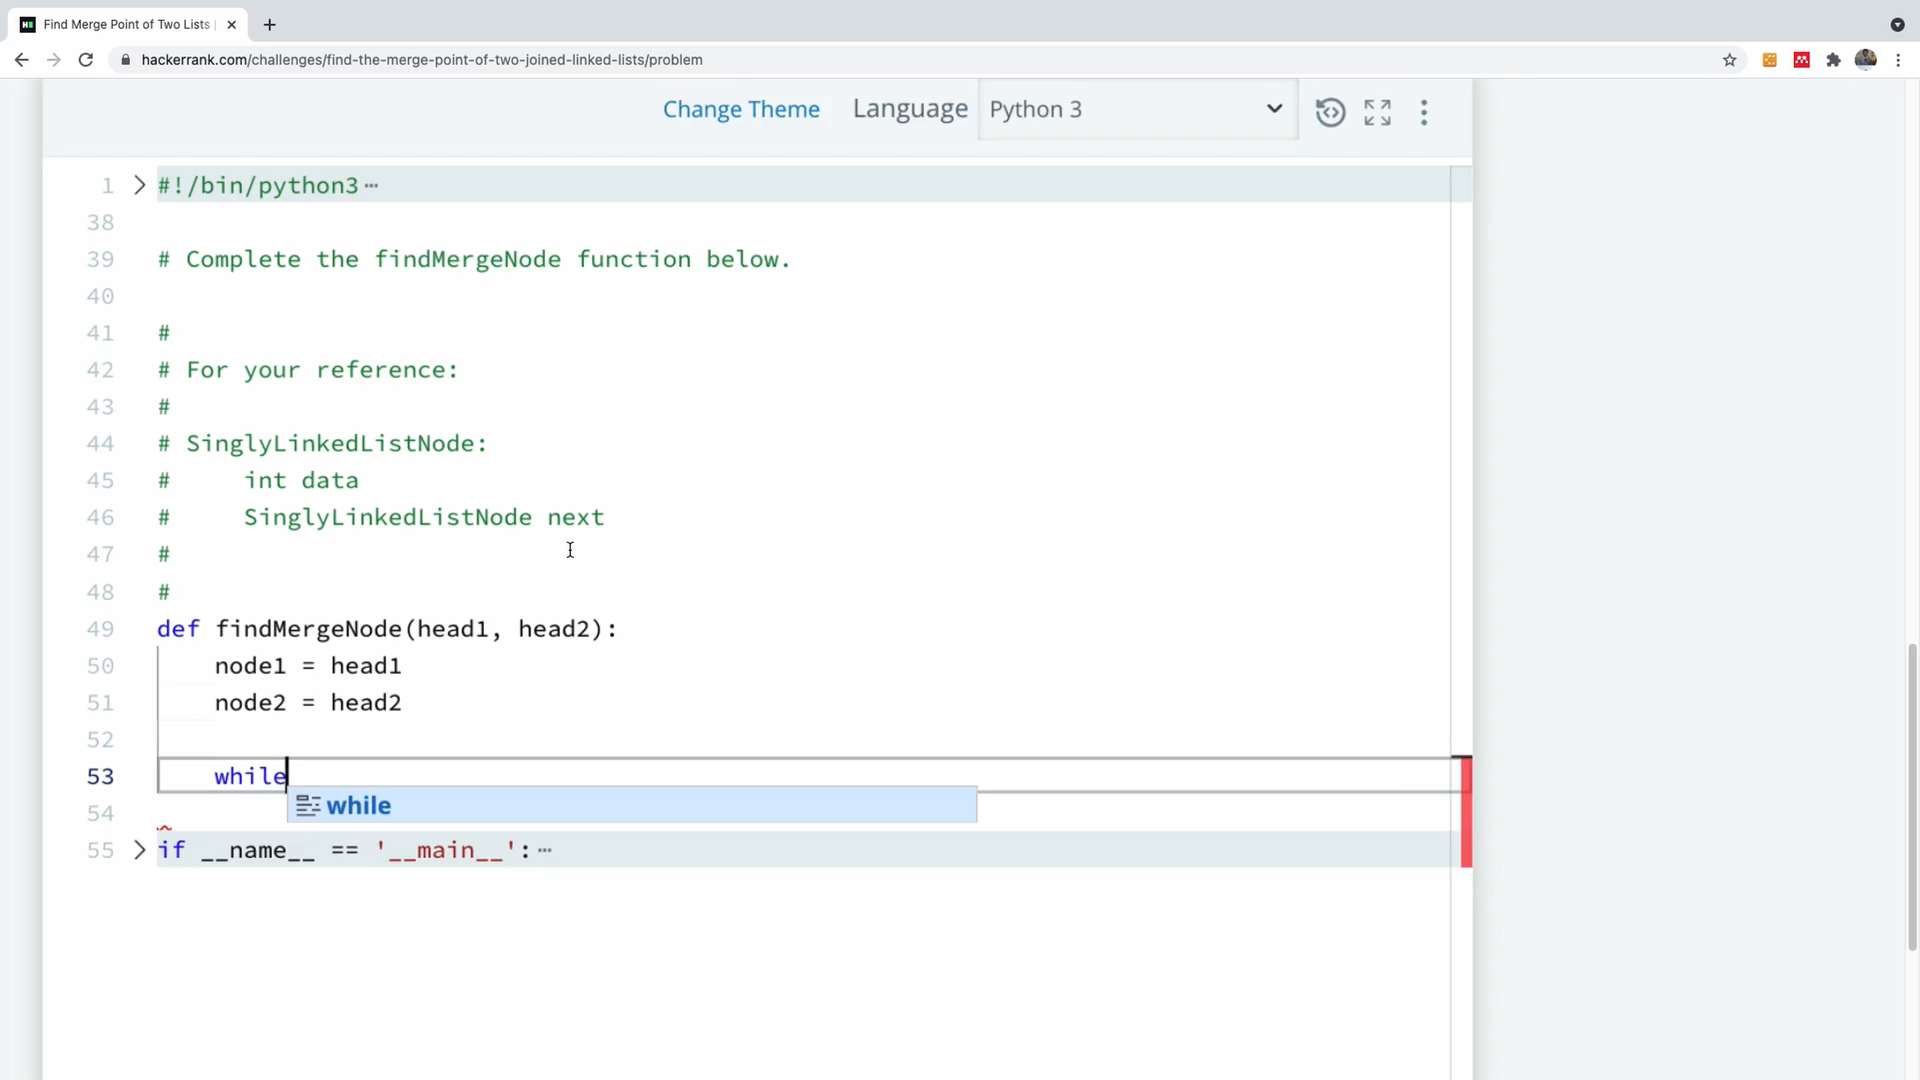 Find Merge Point of Two Lists |
hackerrank.com/challenges/find-the-merge-point-of-two-joined-linked-lists/problem
Change Theme Language Python 3
1 #!/bin/python3
38
39 # Complete the findMergeNode function below.
40
41 #
42 # For your reference:
43 #
44 # SinglyLinkedListNode:
45 #     int data
46 #     SinglyLinkedListNode next
47 #
48 #
49 def findMergeNode(head1, head2):
50     node1 = head1
51     node2 = head2
52
53     while
while
54
55 if __name__ == '__main__':